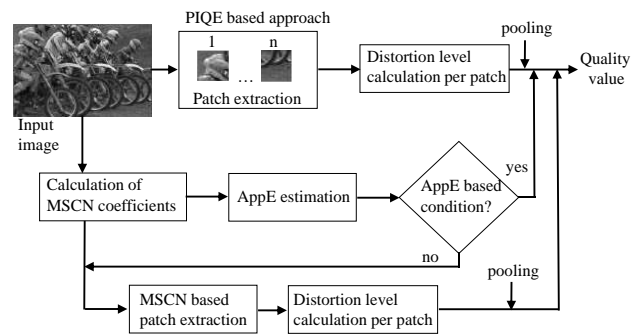 PIQE based approach
1 n
...
Patch extraction
Distortion level
calculation per patch
pooling
Quality
value
Input
image
Calculation of
MSCN coefficients
AppE estimation
AppE based
condition?
yes
no
MSCN based
patch extraction
Distortion level
calculation per patch
pooling